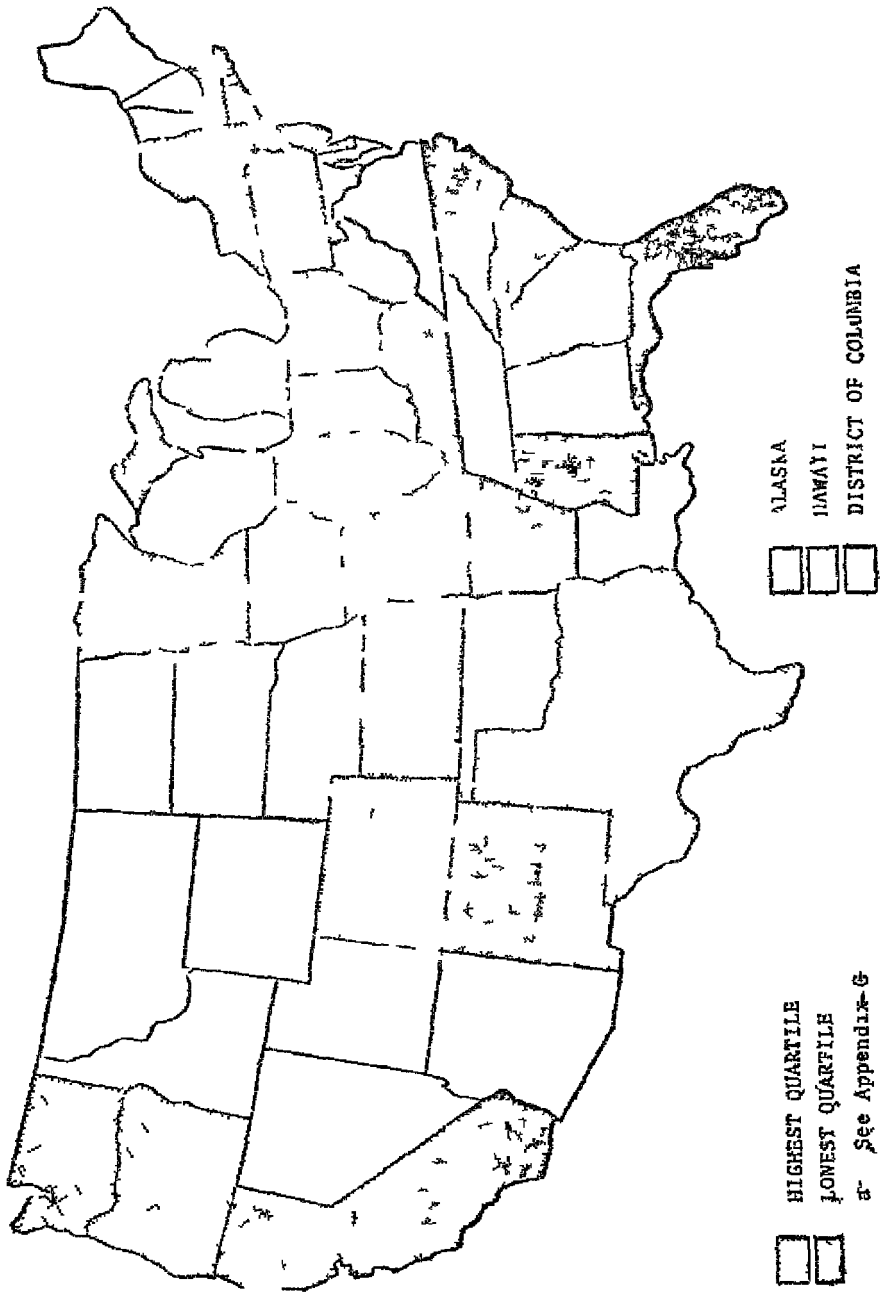 HIGHEST QUARTILE
LOWEST QUARTILE
a- See Appendix-G
ALASKA
HAWAII
DISTRICT OF COLUMBIA